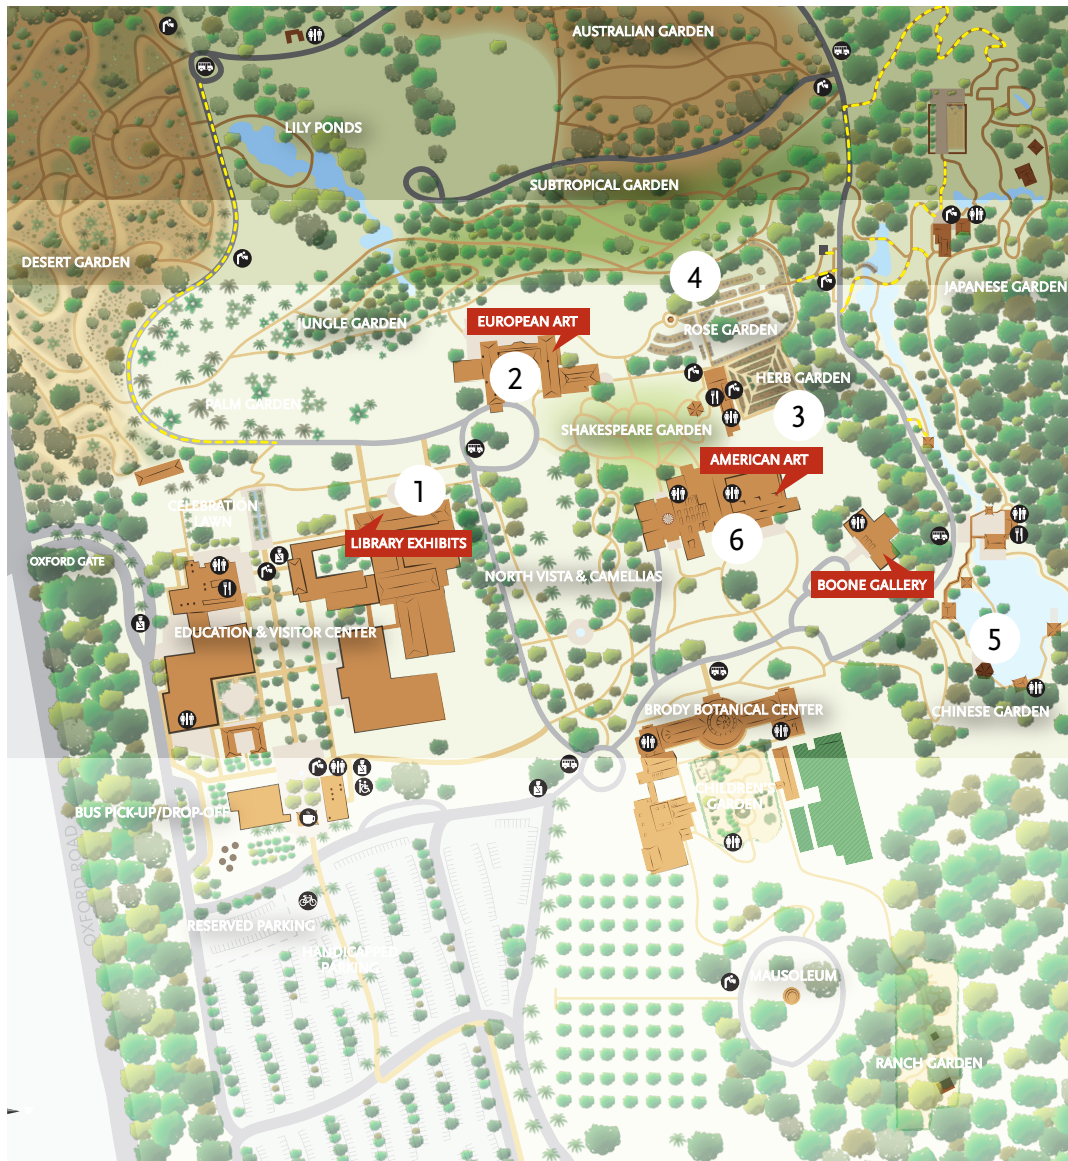 AUSTRALIAN GARDEN
LILY PONDS
SUBTROPICAL GARDEN
DESERT GARDEN
4
JAPANESE GARDEN
EUROPEAN ART
JUNGLE GARDEN
ROSE GARDEN
2
HERB GARDEN
PALM GARDEN
3
SHAKESPEARE GARDEN
AMERICAN ART
1
CELEBRATION
LAWN
LIBRARY EXHIBITS
6
OXFORD GATE
NORTH VISTA & CAMELLIAS
BOONE GALLERY
EDUCATION & VISITOR CENTER
5
BRODY BOTANICAL CENTER
CHINESE GARDEN
CHILDREN'S
GARDEN
BUS PICK-UP/DROP-OFF
OXFORD ROAD
RESERVED PARKING
HANDICAPPED
PARKING
MAUSOLEUM
RANCH GARDEN